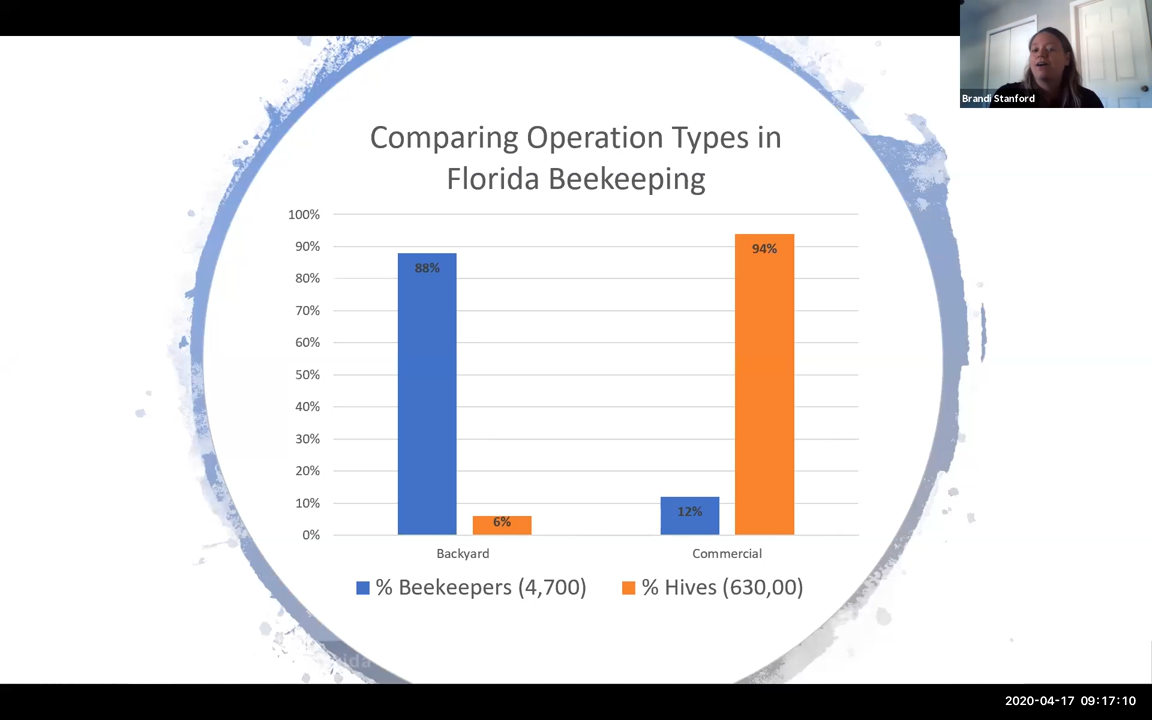 Brandi Stanford
Comparing Operation Types in
Florida Beekeeping
100%
90%
80%
70%
60%
50%
40%
30%
20%
10%
0%
88%
6%
12%
94%
Backyard
Commercial
% Beekeepers (4,700)
% Hives (630,00)
2020-04-17 09:17:10